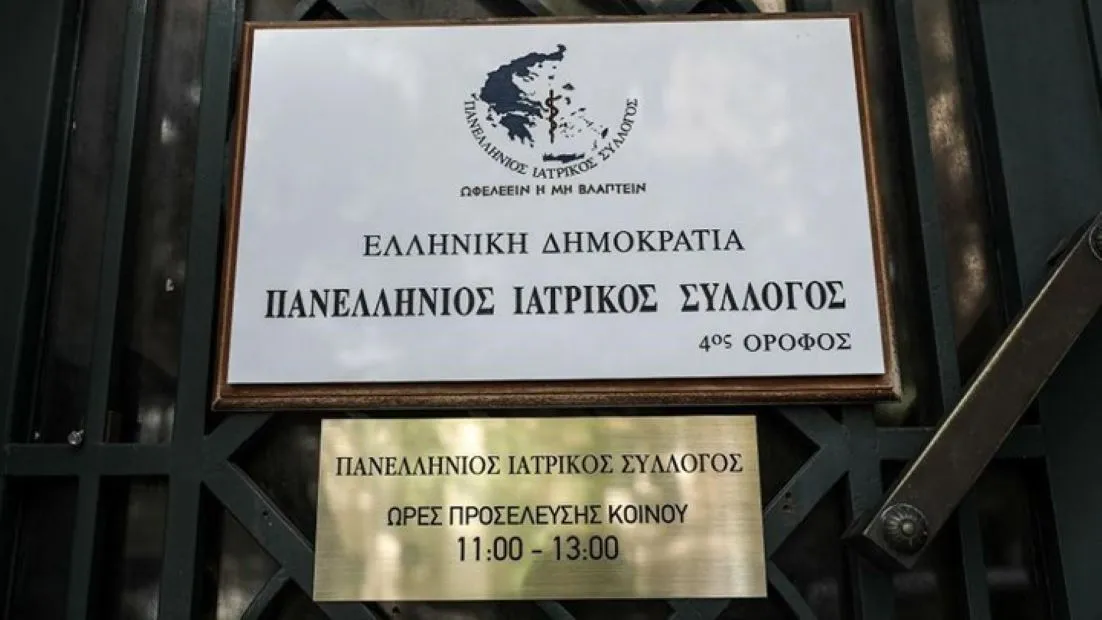 ΠΑΝΕΛΛΗΝΙΟΣ ΙΑΤΡΙΚΟΣ ΣΥΛΛΟΓΟΣ
ΩΦΕΛΕΕΙΝ Η ΜΗ ΒΛΑΠΤΕΙΝ
ΕΛΛΗΝΙΚΗ ΔΗΜΟΚΡΑΤΙΑ
ΠΑΝΕΛΛΗΝΙΟΣ ΙΑΤΡΙΚΟΣ ΣΥΛΛΟΓΟΣ
4ος ΟΡΟΦΟΣ
ΠΑΝΕΛΛΗΝΙΟΣ ΙΑΤΡΙΚΟΣ ΣΥΛΛΟΓΟΣ
ΩΡΕΣ ΠΡΟΣΕΛΕΥΣΗΣ ΚΟΙΝΟΥ
11:00 - 13:00